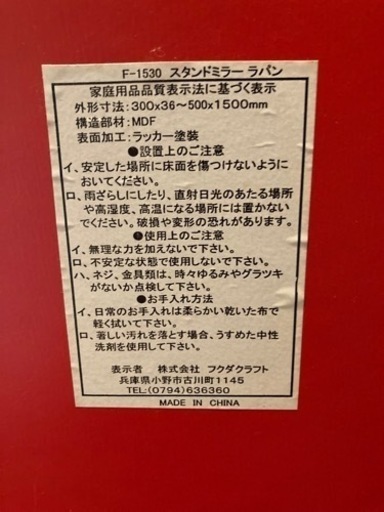 F-1530 スタンドミラー ラパン
家庭用品品質表示法に基づく表示
外形寸法:300x36～500x1500mm
構造部材:MDF
表面加工:ラッカー塗装
●設置上のご注意
イ、安定した場所に床面を傷つけないように
おいてください。
ロ、雨ざらしにしたり、直射日光のあたる場所
や高湿度、高温になる場所には置かない
でください。破損や変形の恐れがあります。
●使用上のご注意
イ、無理な力を加えないで下さい。
ロ、不安定な状態で使用しないで下さい。
ハ、ネジ、金具類は、時々ゆるみやグラツキ
がないか点検して下さい。
●お手入れ方法
イ、日常のお手入れは柔らかい乾いた布で
軽く拭いて下さい。
ロ、著しい汚れを落とす場合、うすめた中性
洗剤を使用して下さい。
表示者 株式会社 フクダクラフト
兵庫県小野市古川町1145
TEL:(0794)636360
MADE IN CHINA